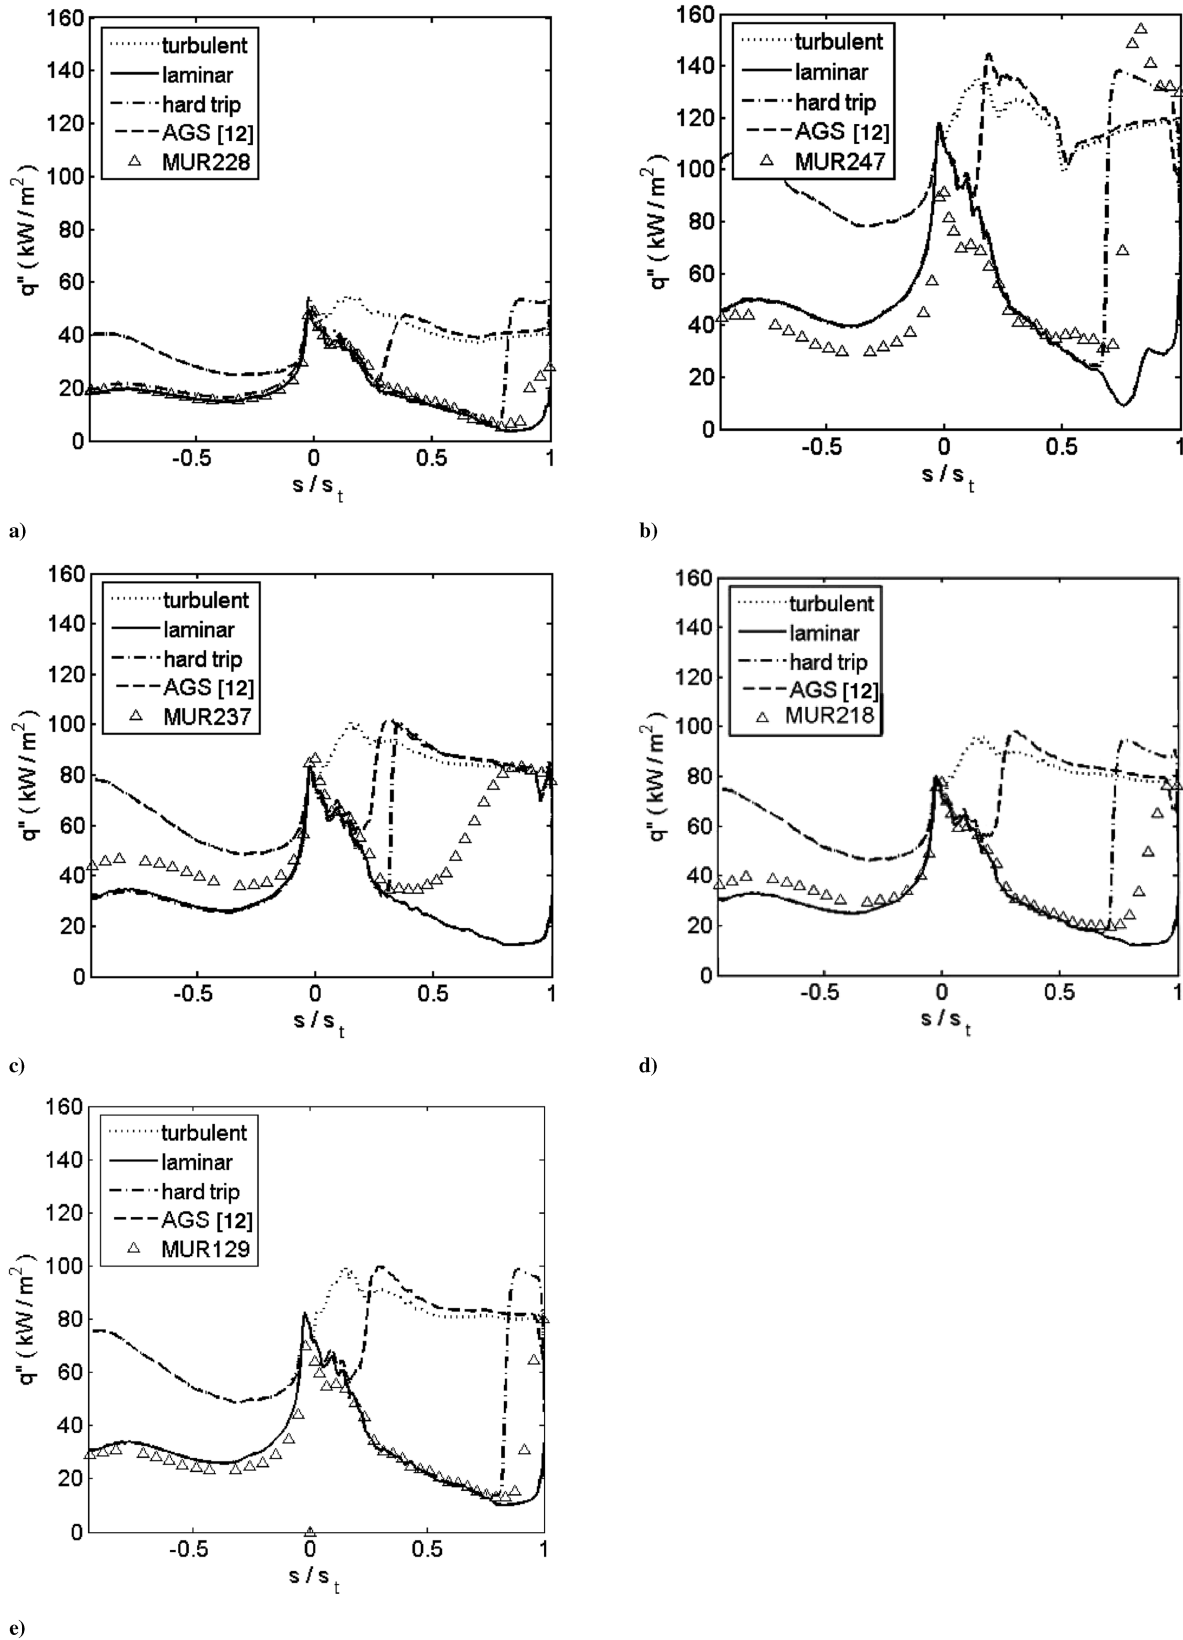 160
140
120
100
80
60
40
20
0
q" ( kW / m²)
turbulent
laminar
hard trip
AGS [12]
MUR228
-0.5
0
0.5
1
s / s t
a)
160
140
120
100
80
60
40
20
0
q" ( kW / m²)
turbulent
laminar
hard trip
AGS [12]
MUR247
-0.5
0
0.5
1
s / s t
b)
160
140
120
100
80
60
40
20
0
q" ( kW / m²)
turbulent
laminar
hard trip
AGS [12]
MUR237
-0.5
0
0.5
1
s / s t
c)
160
140
120
100
80
60
40
20
0
q" ( kW / m²)
turbulent
laminar
hard trip
AGS [12]
MUR218
-0.5
0
0.5
1
s / s t
d)
160
140
120
100
80
60
40
20
0
q" ( kW / m²)
turbulent
laminar
hard trip
AGS [12]
MUR129
-0.5
0
0.5
1
s / s t
e)